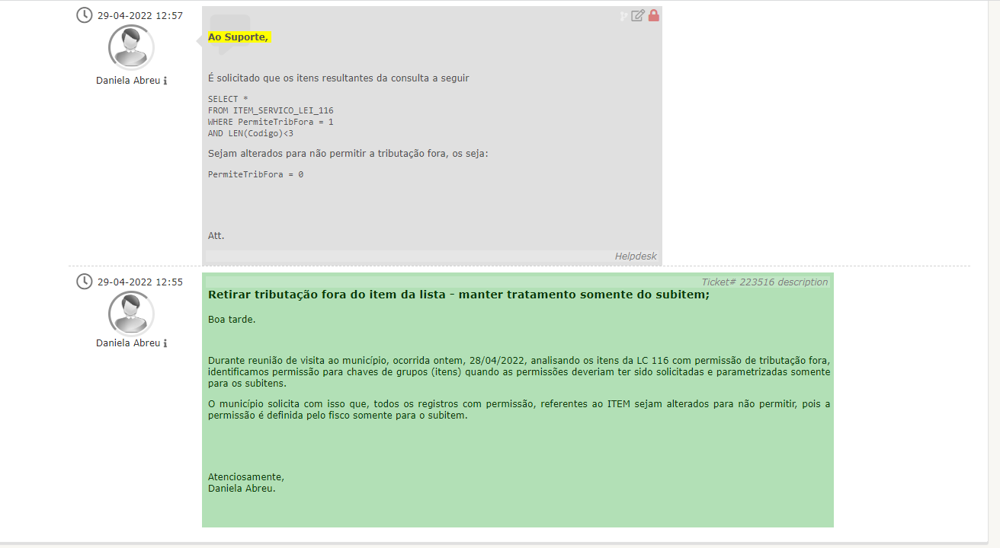 29-04-2022 12:57
Daniela Abreu
Ao Suporte,
É solicitado que os itens resultantes da consulta a seguir
SELECT *
FROM ITEM_SERVICO_LEI_116
WHERE PermiteTribFora = 1
AND LEN(Codigo)<3
Sejam alterados para não permitir a tributação fora, os seja:
PermiteTribFora = 0
Att.
Helpdesk
29-04-2022 12:55
Daniela Abreu
Ticket# 223516 description
Retirar tributação fora do item da lista - manter tratamento somente do subitem;
Boa tarde.
Durante reunião de visita ao município, ocorrida ontem, 28/04/2022, analisando os itens da LC 116 com permissão de tributação fora,
identificamos permissão para chaves de grupos (itens) quando as permissões deveriam ter sido solicitadas e parametrizadas somente
para os subitens.
O município solicita com isso que, todos os registros com permissão, referentes ao ITEM sejam alterados para não permitir, pois a
permissão é definida pelo fisco somente para o subitem.
Atenciosamente,
Daniela Abreu.